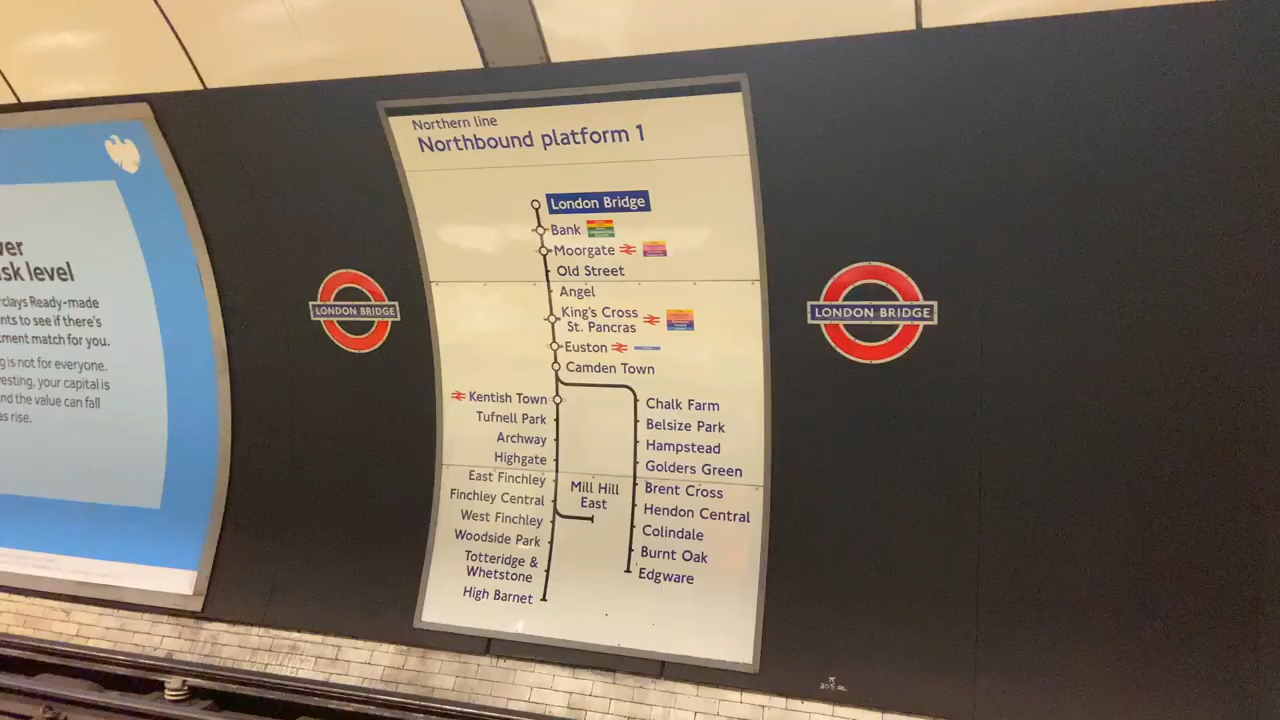 ver
sk level
rclays Ready-made
nts to see if there's
tment match for you.
g is not for everyone.
esting, your capital is
nd the value can fall
as rise.
Northern line
Northbound platform 1
London Bridge
Bank
Moorgate
Old Street
Angel
King's Cross
St. Pancras
Euston
Camden Town
Kentish Town
Tufnell Park
Archway
Highgate
East Finchley
Finchley Central
West Finchley
Woodside Park
Totteridge &
Whetstone
High Barnet
Mill Hill
East
Chalk Farm
Belsize Park
Hampstead
Golders Green
Brent Cross
Hendon Central
Colindale
Burnt Oak
Edgware
LONDON BRIDGE
LONDON BRIDGE